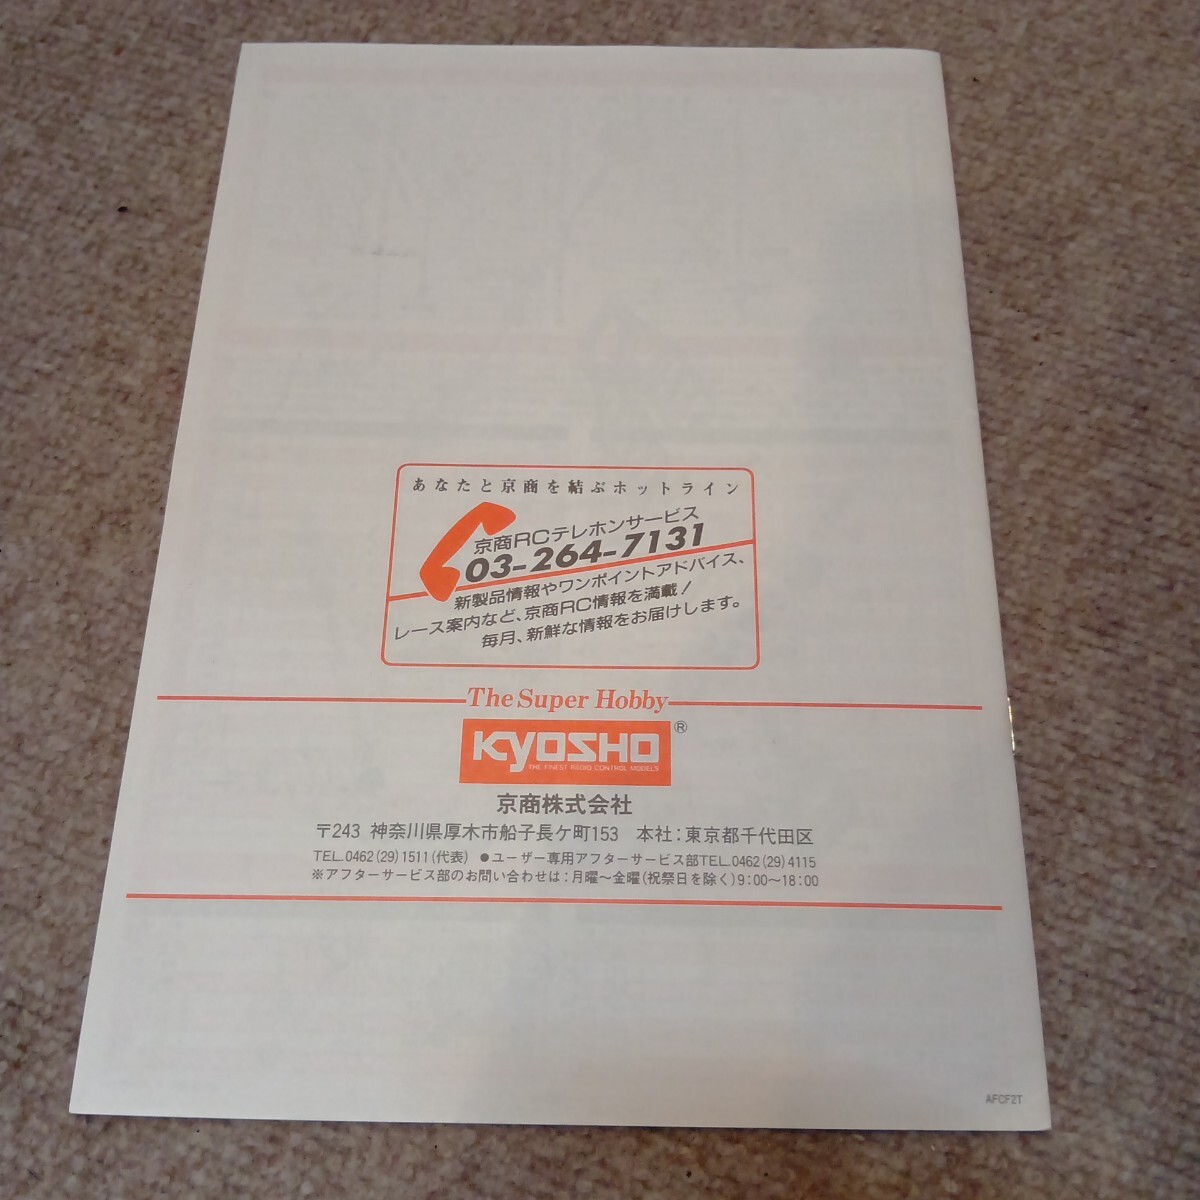 あなたと京商を結ぶホットライン
京商RCテレホンサービス
03-264-7131
新製品情報やワンポイントアドバイス、
レース案内など、京商RC情報を満載！
毎月、新鮮な情報をお届けします。
The Super Hobby
KYOSHO ®
THE FINEST RADIO CONTROL MODELS
京商株式会社
〒243 神奈川県厚木市船子長ケ町153 本社：東京都千代田区
TEL.0462(29)1511(代表) ●ユーザー専用アフターサービス部TEL.0462(29)4115
※アフターサービス部のお問い合わせは：月曜～金曜(祝祭日を除く)9：00～18：00
AFCF2T